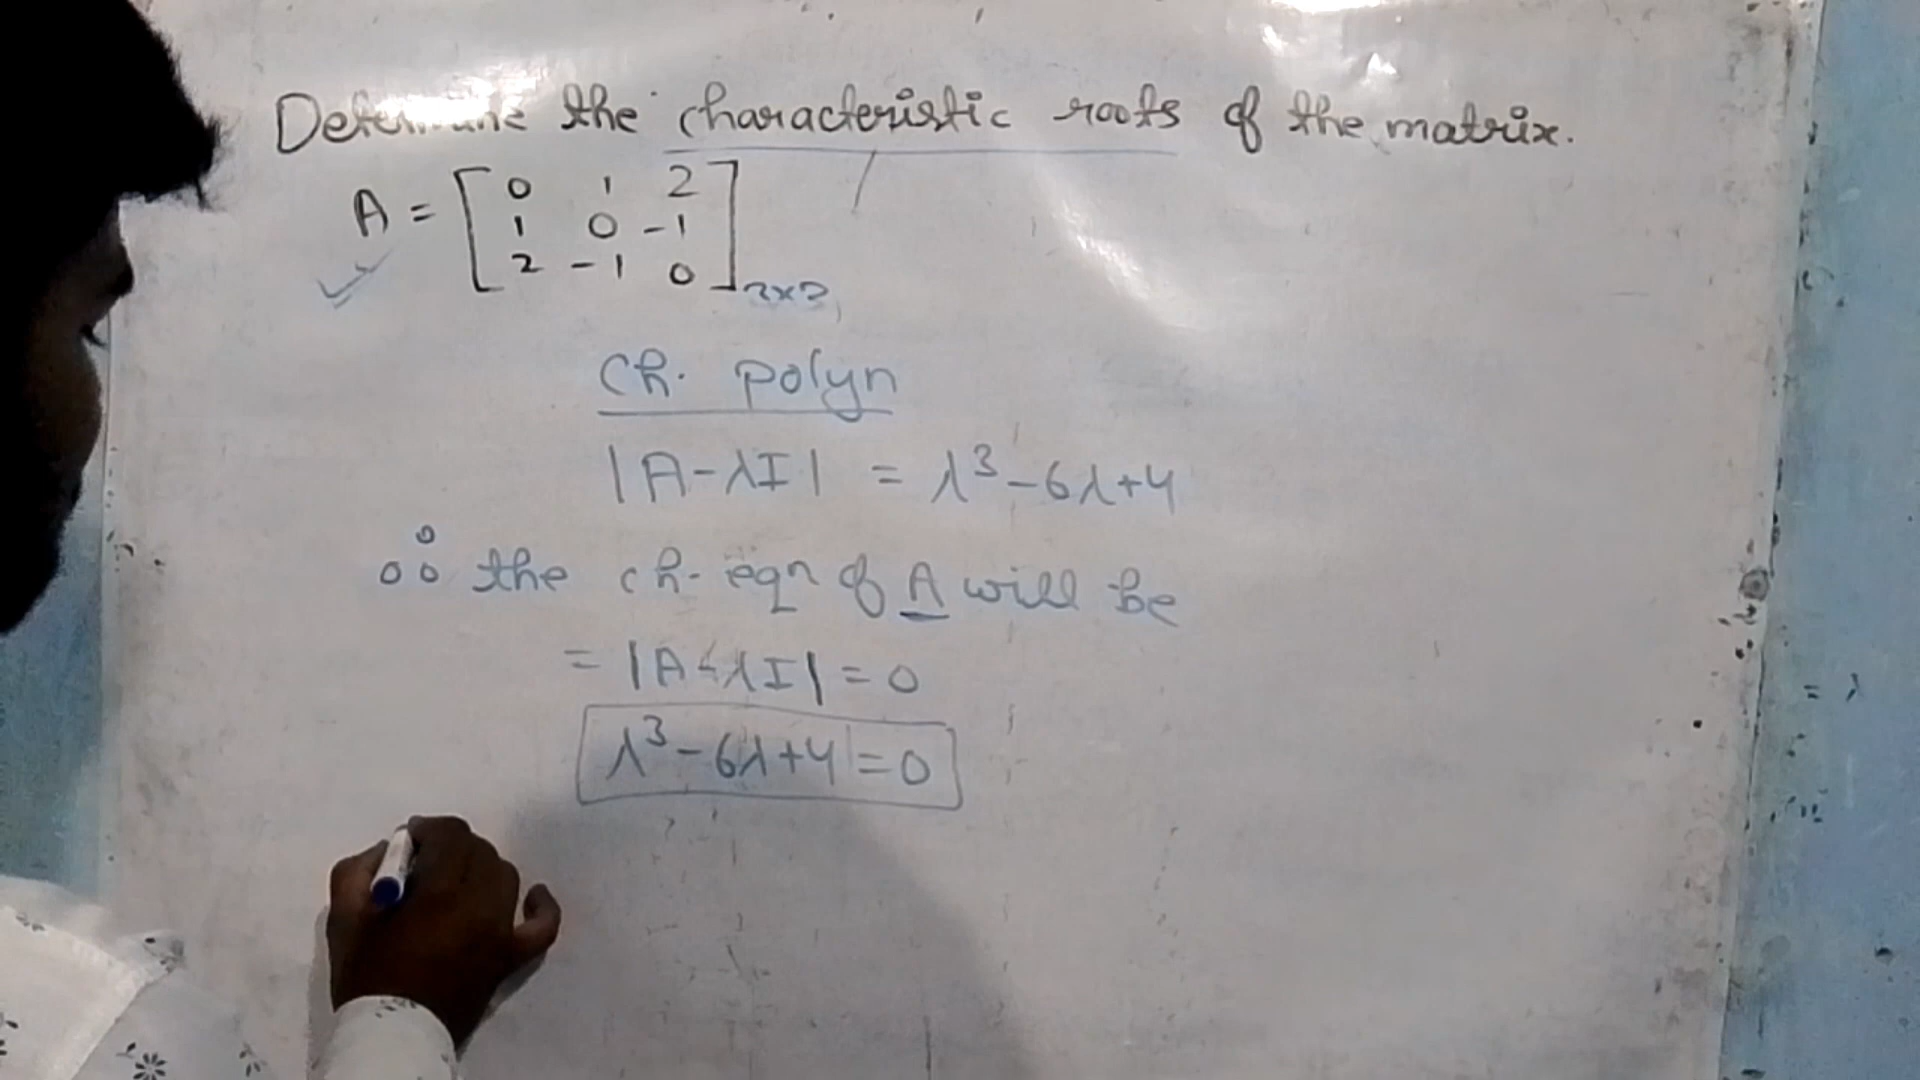 Determine the characteristic roots of the matrix.
A = [ 0 1 2
1 0 -1
2 -1 0 ]
Ch. polyn
|A-λI| = λ³-6λ+4
∴ the ch. eqn of A will be
= |A-λI| = 0
λ³-6λ+4 = 0